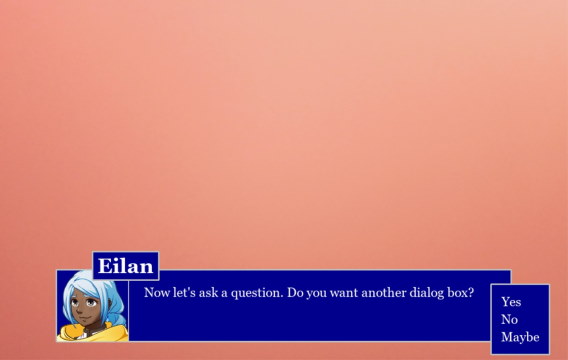 Eilan
Now let's ask a question. Do you want another dialog box?
Yes
No
Maybe